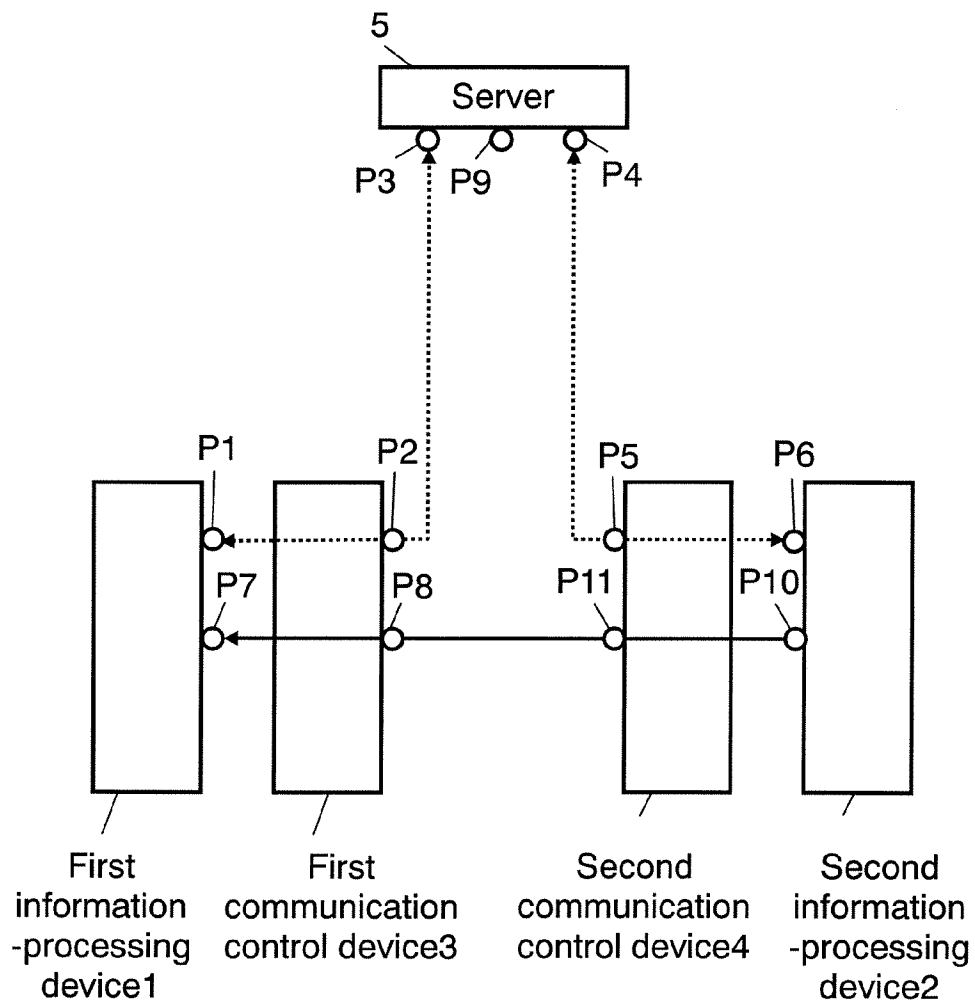 5
Server
P3
P9
P4
P1
P2
P5
P6
P7
P8
P11
P10
First
information
-processing
device1
First
communication
control device3
Second
communication
control device4
Second
information
-processing
device2